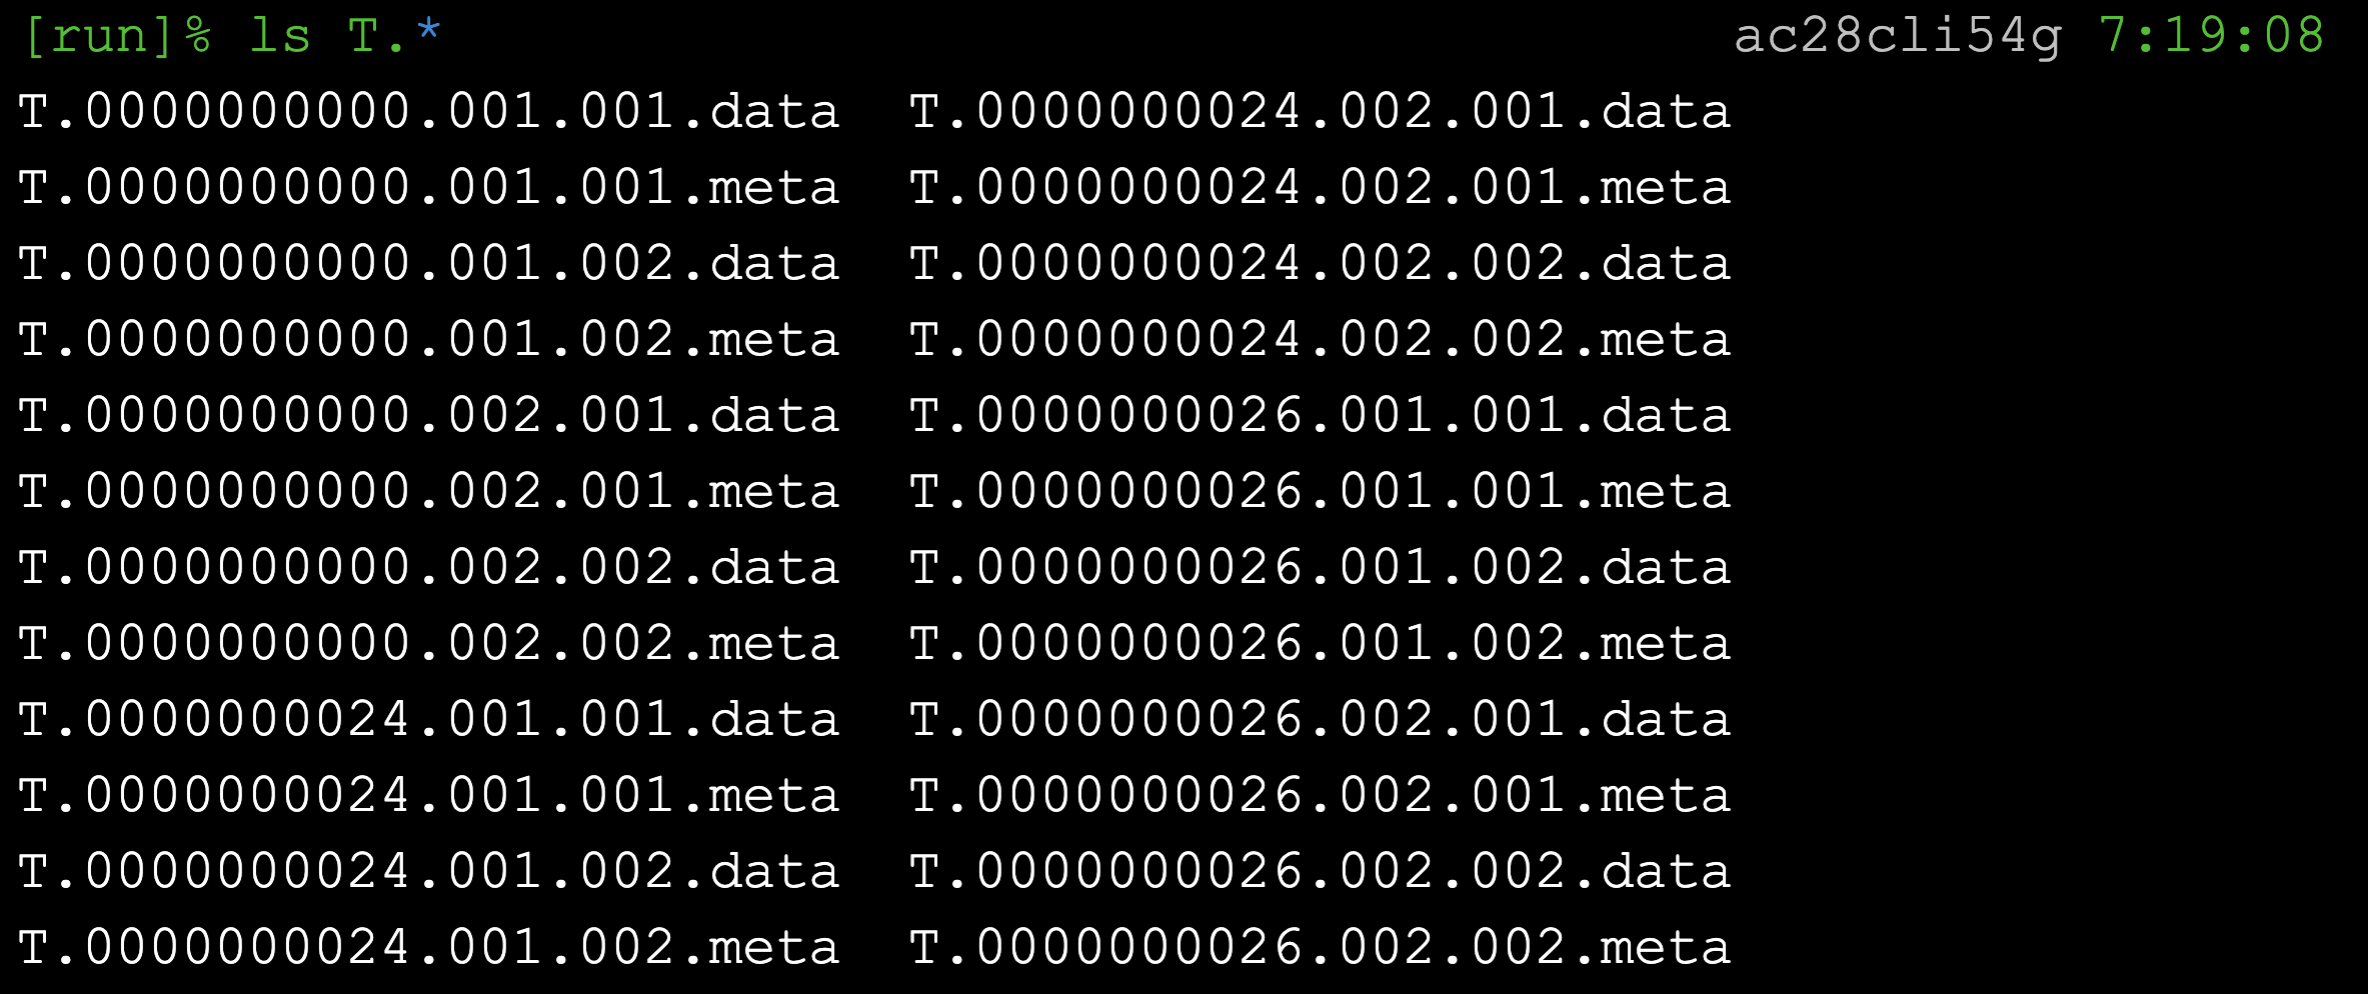 [run]% ls T.* ac28cli54g 7:19:08
T.0000000000.001.001.data T.0000000024.002.001.data
T.0000000000.001.001.meta T.0000000024.002.001.meta
T.0000000000.001.002.data T.0000000024.002.002.data
T.0000000000.001.002.meta T.0000000024.002.002.meta
T.0000000000.002.001.data T.0000000026.001.001.data
T.0000000000.002.001.meta T.0000000026.001.001.meta
T.0000000000.002.002.data T.0000000026.001.002.data
T.0000000000.002.002.meta T.0000000026.001.002.meta
T.0000000024.001.001.data T.0000000026.002.001.data
T.0000000024.001.001.meta T.0000000026.002.001.meta
T.0000000024.001.002.data T.0000000026.002.002.data
T.0000000024.001.002.meta T.0000000026.002.002.meta